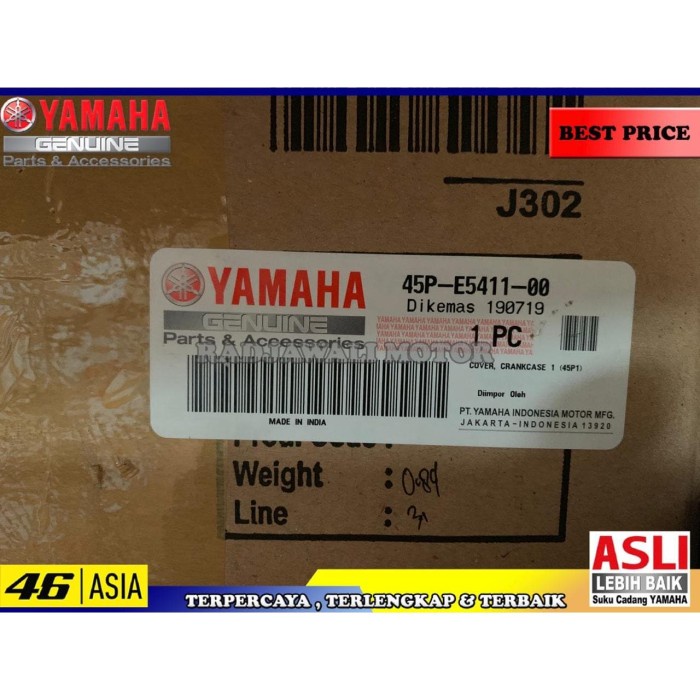 YAMAHA
GENUINE
Parts & Accessories
BEST PRICE
J302
YAMAHA
GENUINE
Parts & Accessories
45P-E5411-00
Dikemas 190719
1 PC
RADJAWALI MOTOR
COVER, CRANKCASE 1 (45P1)
Diimpor Oleh
PT. YAMAHA INDONESIA MOTOR MFG.
JAKARTA-INDONESIA 13920
MADE IN INDIA
Weight : 0.89
Line :
46 ASIA
TERPERCAYA , TERLENGKAP & TERBAIK
ASLI
LEBIH BAIK
Suku Cadang YAMAHA